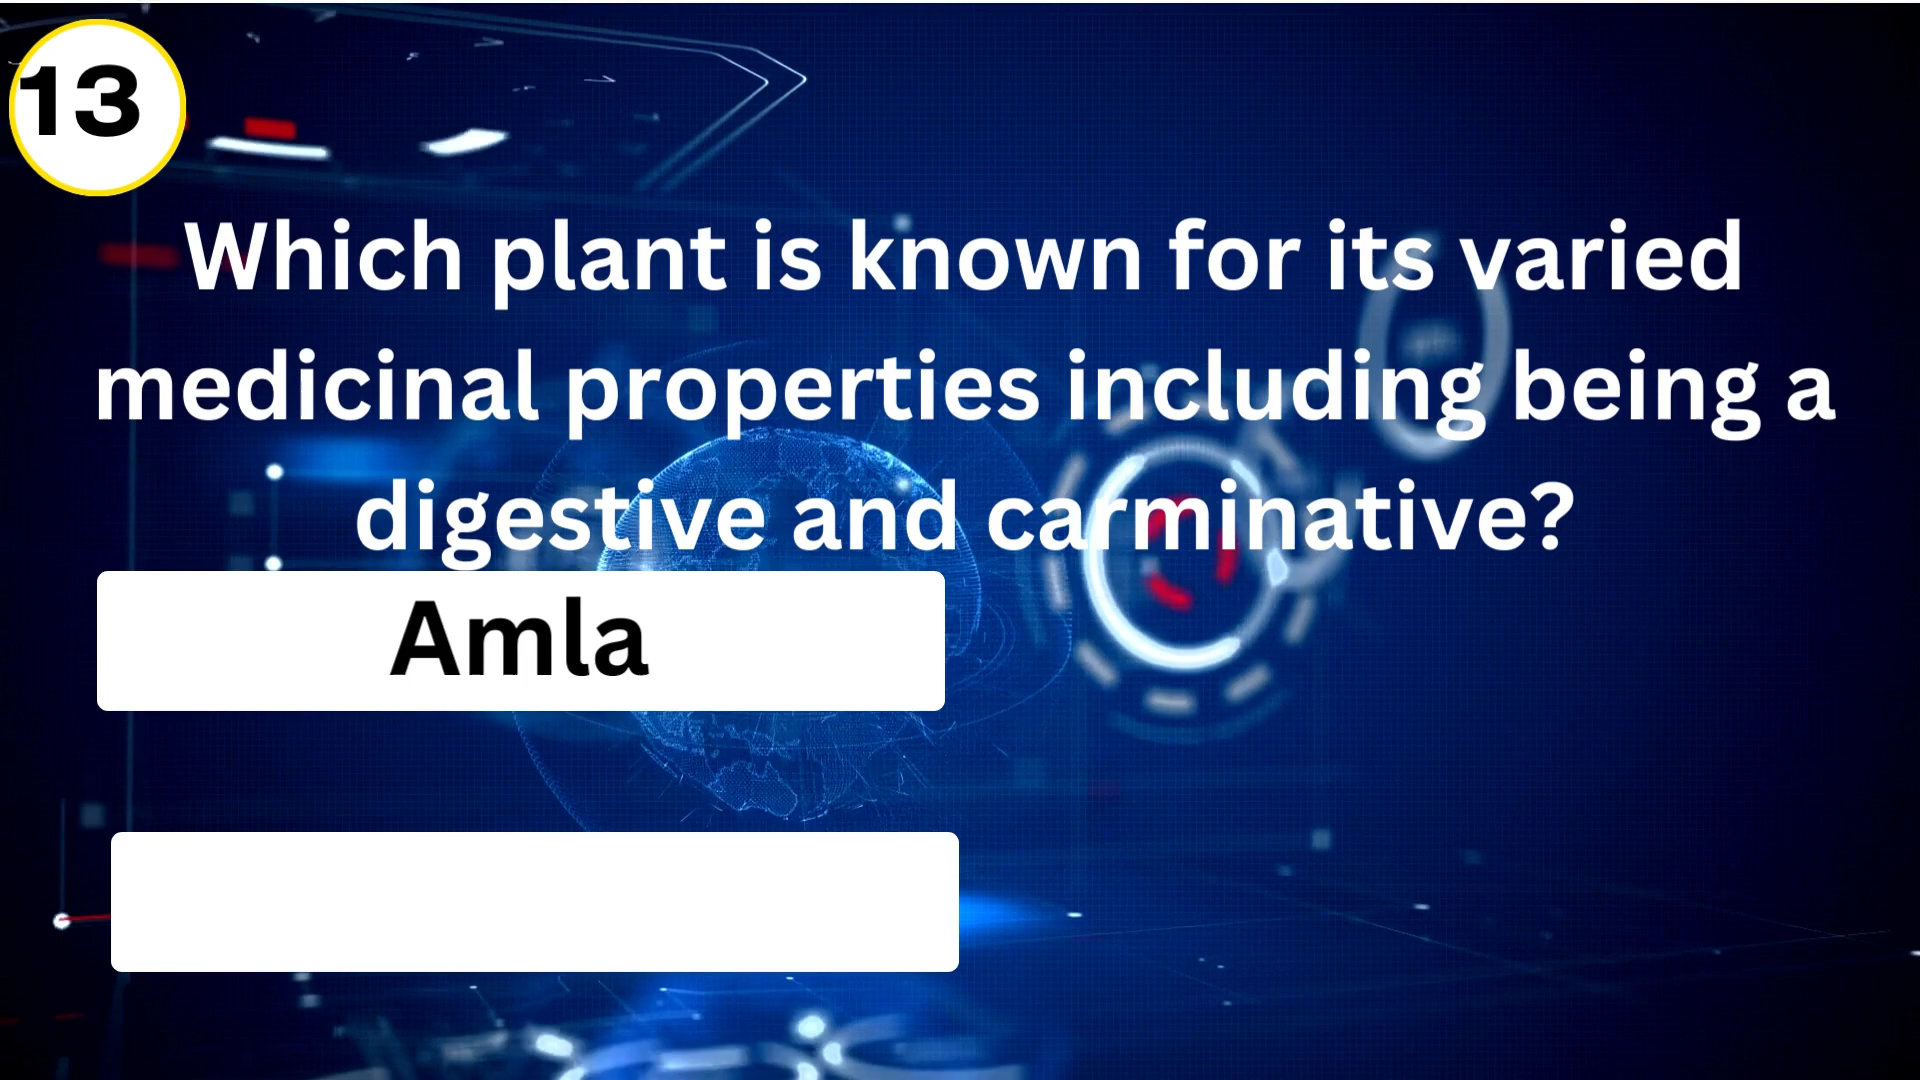 13
Which plant is known for its varied
medicinal properties including being a
digestive and carminative?
Amla